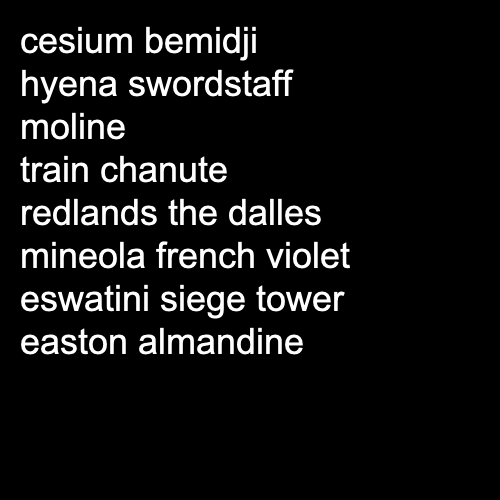 cesium bemidji
hyena swordstaff
moline
train chanute
redlands the dalles
mineola french violet
eswatini siege tower
easton almandine